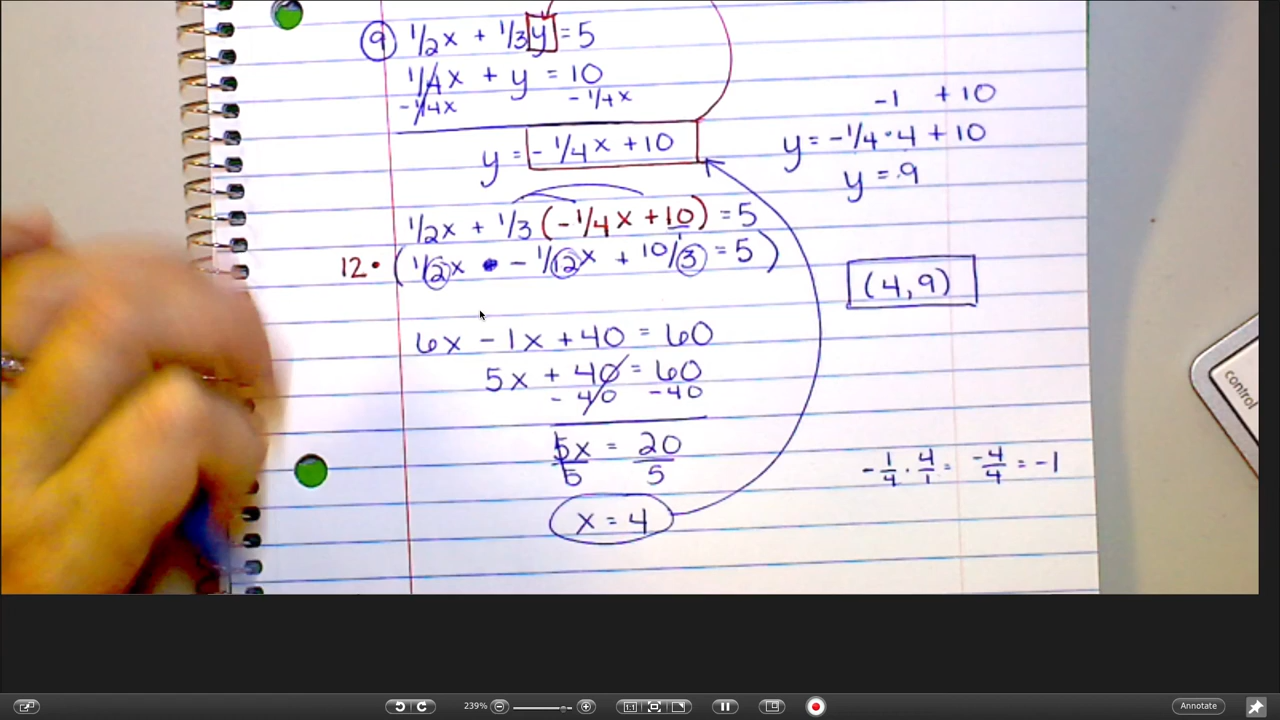 9 1/2x + 1/3y = 5
1/4x + y = 10
-1/4x -1/4x
y = -1/4x + 10
1/2x + 1/3 (-1/4x + 10) = 5
12 • (1/2x - 1/12x + 10/3 = 5)
6x - 1x + 40 = 60
5x + 40 = 60
- 40 -40
5x = 20
5 5
x = 4
-1 + 10
y = -1/4 • 4 + 10
y = 9
(4, 9)
-1/4 • 4/1 = -4/4 = -1
control
239%
1:1
Annotate